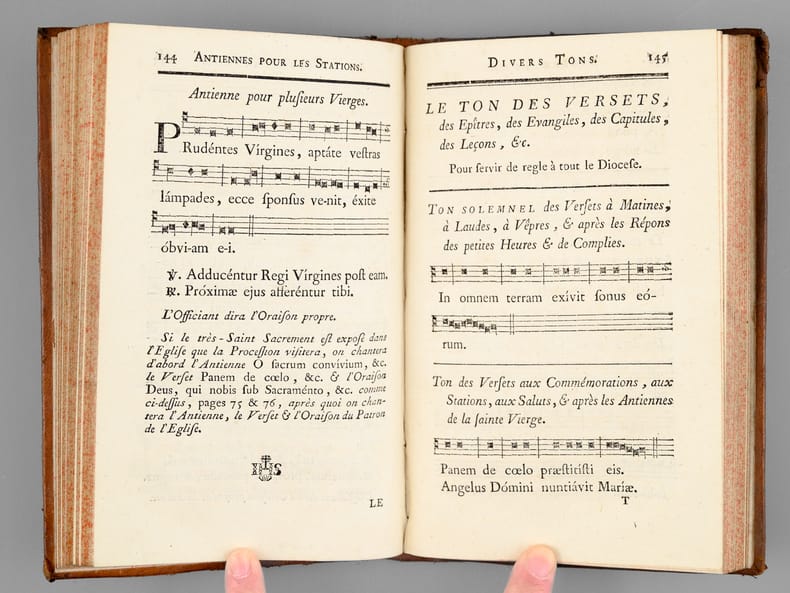 144 ANTIENNES POUR LES STATIONS.
Antienne pour pluſieurs Vierges.
PRudéntes Vírgines, aptáte veſtras
lámpades, ecce ſponſus ve-nit, éxite
óbvi-am e-i.
℣. Adducéntur Regi Vírgines poſt eam.
℟. Próximæ ejus afferéntur tibi.
L'Officiant dira l'Oraiſon propre.
Si le très-Saint Sacrement eſt expoſé dans
l'Egliſe que la Proceſſion viſitera, on chantera
d'abord l'Antienne O ſacrum convívium, &c.
le Verſet Panem de cœlo, &c. & l'Oraiſon
Deus, qui nobis ſub Sacraménto, &c. comme
ci-deſſus, pages 75 & 76, après quoi on chan-
tera l'Antienne, le Verſet & l'Oraiſon du Patron
de l'Egliſe.
IHS
LE
DIVERS TONS. 145
LE TON DES VERSETS,
des Epîtres, des Evangiles, des Capitules,
des Leçons, &c.
Pour ſervir de regle à tout le Dioceſe.
TON SOLEMNEL des Verſets à Matines,
à Laudes, à Vêpres, & après les Répons
des petites Heures & de Complies.
In omnem terram exívit ſonus eó-
rum.
Ton des Verſets aux Commémorations, aux
Stations, aux Saluts, & après les Antiennes
de la ſainte Vierge.
Panem de cœlo præſtitiſti eis.
Angelus Dómini nuntiávit Mariæ.
T